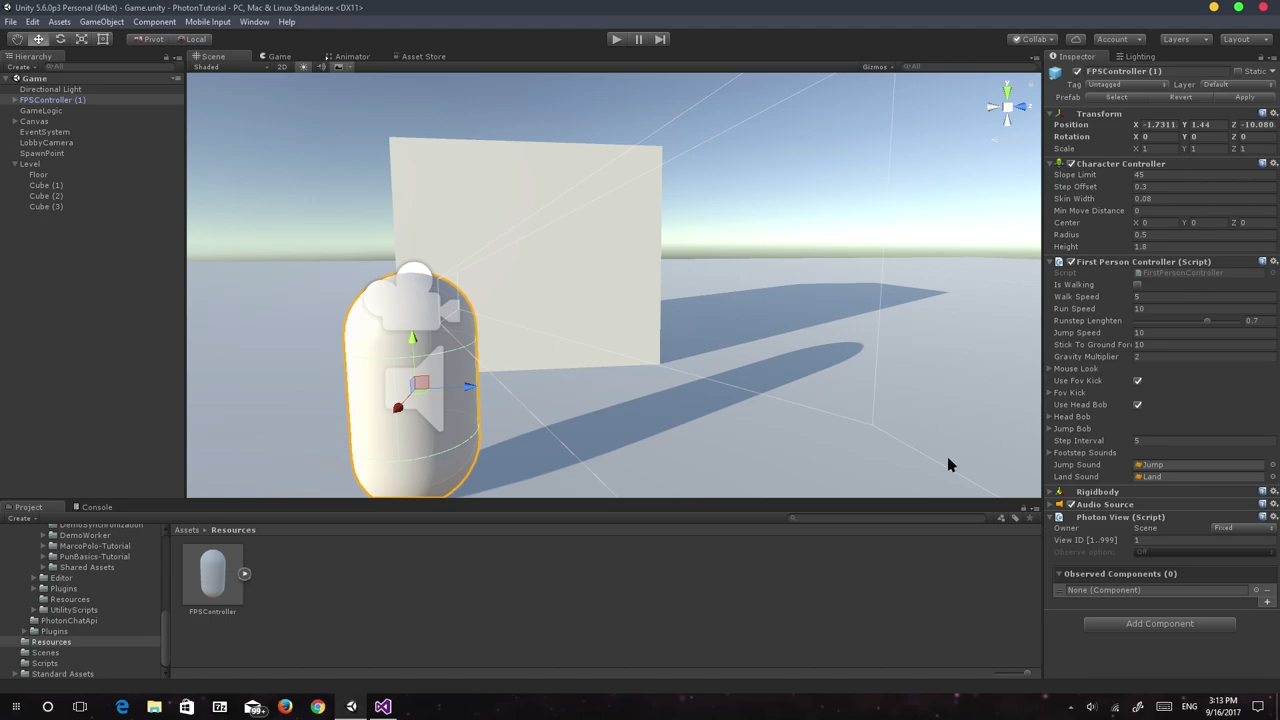 Unity 5.6.0p3 Personal (64bit) - Game.unity - PhotonTutorial - PC, Mac & Linux Standalone <DX11>
File Edit Assets GameObject Component Mobile Input Window Help
Pivot Local Collab Account Layers Layout
Hierarchy
Create All
Game
Directional Light
FPSController (1)
GameLogic
Canvas
EventSystem
LobbyCamera
SpawnPoint
Level
Floor
Cube (1)
Cube (2)
Cube (3)
Scene Game Animator Asset Store
Shaded 2D Gizmos All
y
z
Inspector Lighting
FPSController (1) Static
Tag Untagged Layer Default
Prefab Select Revert Apply
Transform
Position X -1.7311 Y 1.44 Z -10.080
Rotation X 0 Y 0 Z 0
Scale X 1 Y 1 Z 1
Character Controller
Slope Limit 45
Step Offset 0.3
Skin Width 0.08
Min Move Distance 0
Center X 0 Y 0 Z 0
Radius 0.5
Height 1.8
First Person Controller (Script)
Script FirstPersonController
Is Walking
Walk Speed 5
Run Speed 10
Runstep Lenghten 0.7
Jump Speed 10
Stick To Ground For 10
Gravity Multiplier 2
Mouse Look
Use Fov Kick
Fov Kick
Use Head Bob
Head Bob
Jump Bob
Step Interval 5
Footstep Sounds
Jump Sound Jump
Land Sound Land
Rigidbody
Audio Source
Photon View (Script)
Owner Scene Fixed
View ID [1..999] 1
Observe option: Off
Observed Components (0)
None (Component)
Add Component
Project Console
Create
DemoSynchronization
DemoWorker
MarcoPolo-Tutorial
PunBasics-Tutorial
Shared Assets
Editor
Plugins
Resources
UtilityScripts
PhotonChatApi
Plugins
Resources
Scenes
Scripts
Standard Assets
Assets Resources
FPSController
99+
3:13 PM
9/16/2017